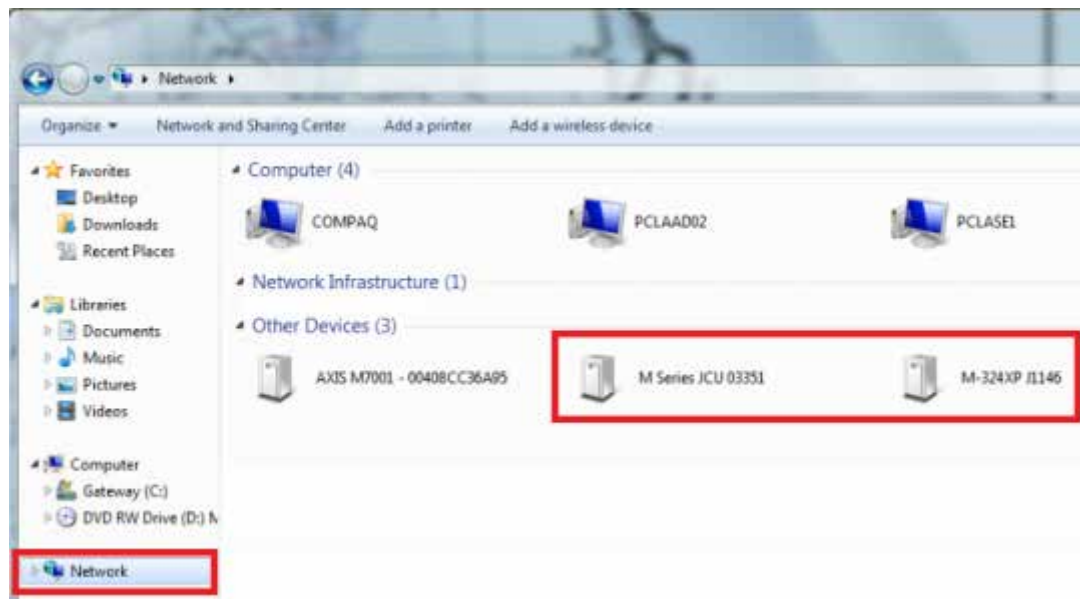 Network
Organize Network and Sharing Center Add a printer Add a wireless device
Favorites
Desktop
Downloads
Recent Places
Libraries
Documents
Music
Pictures
Videos
Computer
Gateway (C:)
DVD RW Drive (D:) M
Network
Computer (4)
COMPAQ PCLAAD02 PCLASE1
Network Infrastructure (1)
Other Devices (3)
AXIS M7001 - 00408CC36A95 M Series JCU 03351 M-324XP J1146